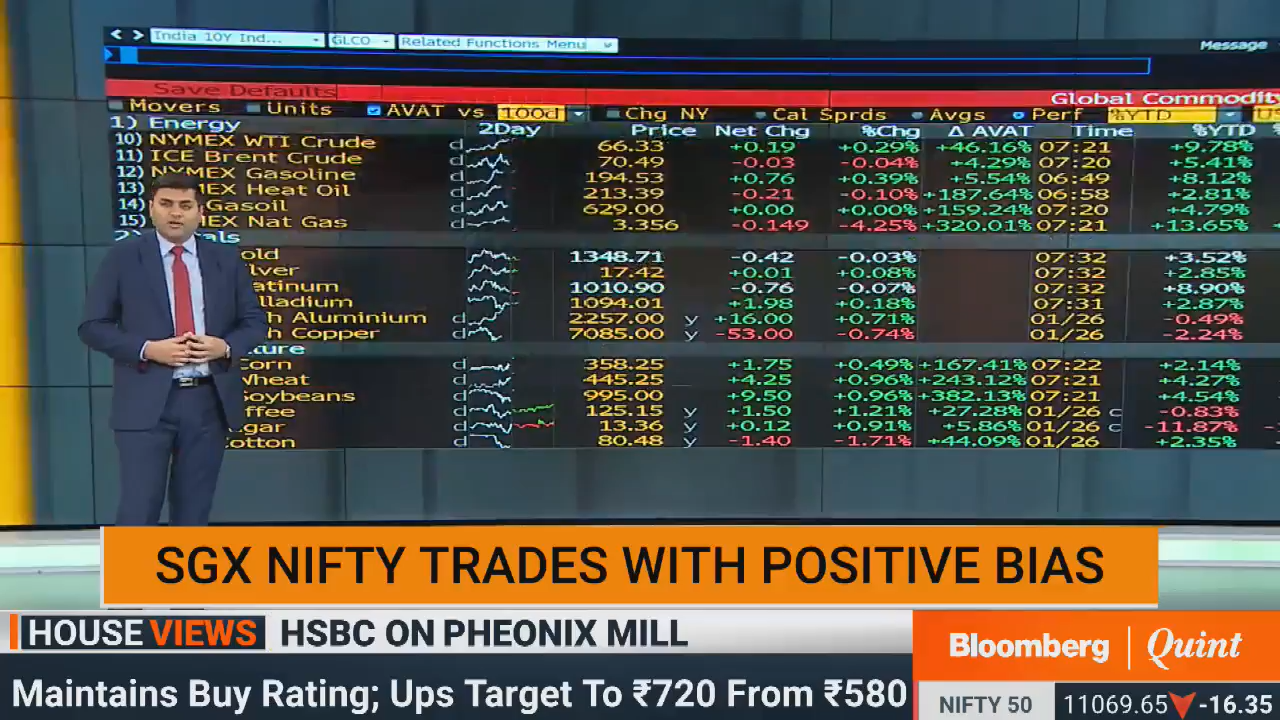 India 10Y Ind... GLCO Related Functions Menu Message
Save Defaults Global Commodity
Movers Units AVAT vs 100d Chg NY Cal Sprds Avgs Perf %YTD
1) Energy 2Day Price Net Chg %Chg Δ AVAT Time %YTD
10) NYMEX WTI Crude d 66.33 +0.19 +0.29% +46.16% 07:21 +9.78%
11) ICE Brent Crude d 70.49 -0.03 -0.04% +4.29% 07:20 +5.41%
12) NYMEX Gasoline d 194.53 +0.76 +0.39% +5.54% 06:49 +8.12%
13) MEX Heat Oil d 213.39 -0.21 -0.10% +187.64% 06:58 +2.81%
14) Gasoil d 629.00 +0.00 +0.00% +159.24% 07:20 +4.79%
15) MEX Nat Gas d 3.356 -0.149 -4.25% +320.01% 07:21 +13.65%
2) als
old 1348.71 -0.42 -0.03% 07:32 +3.52%
lver 17.42 +0.01 +0.08% 07:32 +2.85%
atinum 1010.90 -0.76 -0.07% 07:32 +8.90%
lladium 1094.01 +1.98 +0.18% 07:31 +2.87%
h Aluminium d 2257.00 y +16.00 +0.71% 01/26 -0.49%
h Copper d 7085.00 y -53.00 -0.74% 01/26 -2.24%
ture
Corn d 358.25 +1.75 +0.49% +167.41% 07:22 +2.14%
Wheat d 445.25 +4.25 +0.96% +243.12% 07:21 +4.27%
Soybeans d 995.00 +9.50 +0.96% +382.13% 07:21 +4.54%
ffee d 125.15 y +1.50 +1.21% +27.28% 01/26 c -0.83%
gar d 13.36 y +0.12 +0.91% +5.86% 01/26 c -11.87%
otton d 80.48 y -1.40 -1.71% +44.09% 01/26 +2.35%
SGX NIFTY TRADES WITH POSITIVE BIAS
HOUSE VIEWS HSBC ON PHEONIX MILL
Bloomberg | Quint
Maintains Buy Rating; Ups Target To ₹720 From ₹580
NIFTY 50 11069.65 -16.35